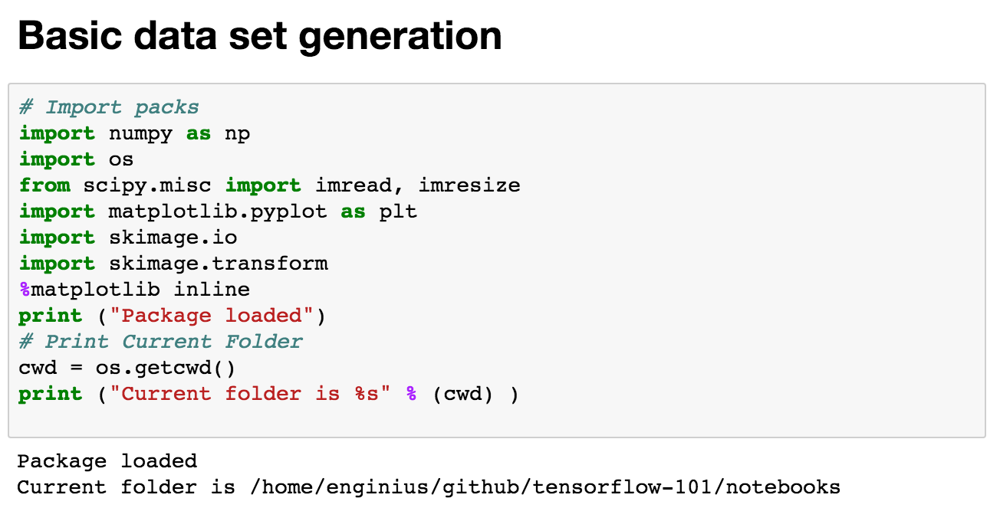 Basic data set generation
# Import packs
import numpy as np
import os
from scipy.misc import imread, imresize
import matplotlib.pyplot as plt
import skimage.io
import skimage.transform
%matplotlib inline
print ("Package loaded")
# Print Current Folder
cwd = os.getcwd()
print ("Current folder is %s" % (cwd) )
Package loaded
Current folder is /home/enginius/github/tensorflow-101/notebooks